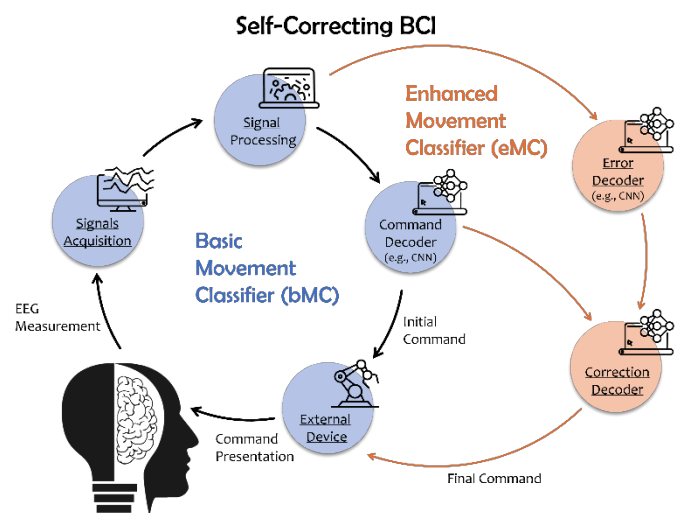 Self-Correcting BCI
Signal
Processing
Enhanced
Movement
Classifier (eMC)
Error
Decoder
(e.g., CNN)
Signals
Acquisition
Command
Decoder
(e.g., CNN)
Basic
Movement
Classifier (bMC)
EEG
Measurement
Initial
Command
Correction
Decoder
External
Device
Command
Presentation
Final Command